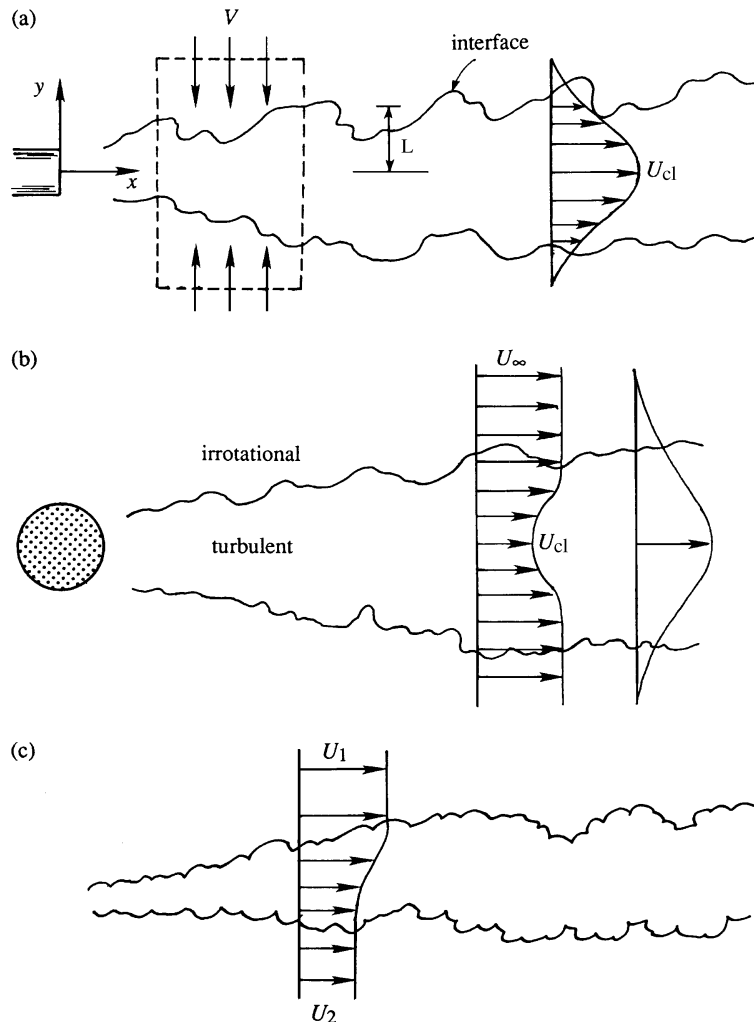 (a)
V
interface
y
L
x
U_cl
(b)
U_∞
irrotational
turbulent
U_cl
(c)
U_1
U_2